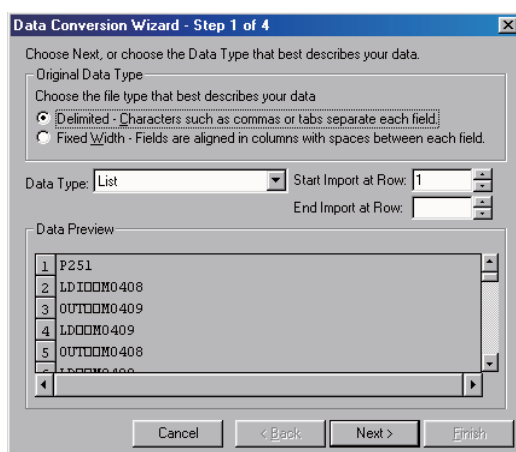 Data Conversion Wizard - Step 1 of 4
Choose Next, or choose the Data Type that best describes your data.
Original Data Type
Choose the file type that best describes your data
Delimited - Characters such as commas or tabs separate each field.
Fixed Width - Fields are aligned in columns with spaces between each field.
Data Type: List
Start Import at Row: 1
End Import at Row:
Data Preview
1 P251
2 LDI□□M0408
3 OUT□□M0409
4 LD□□M0409
5 OUT□□M0408
Cancel < Back Next > Finish